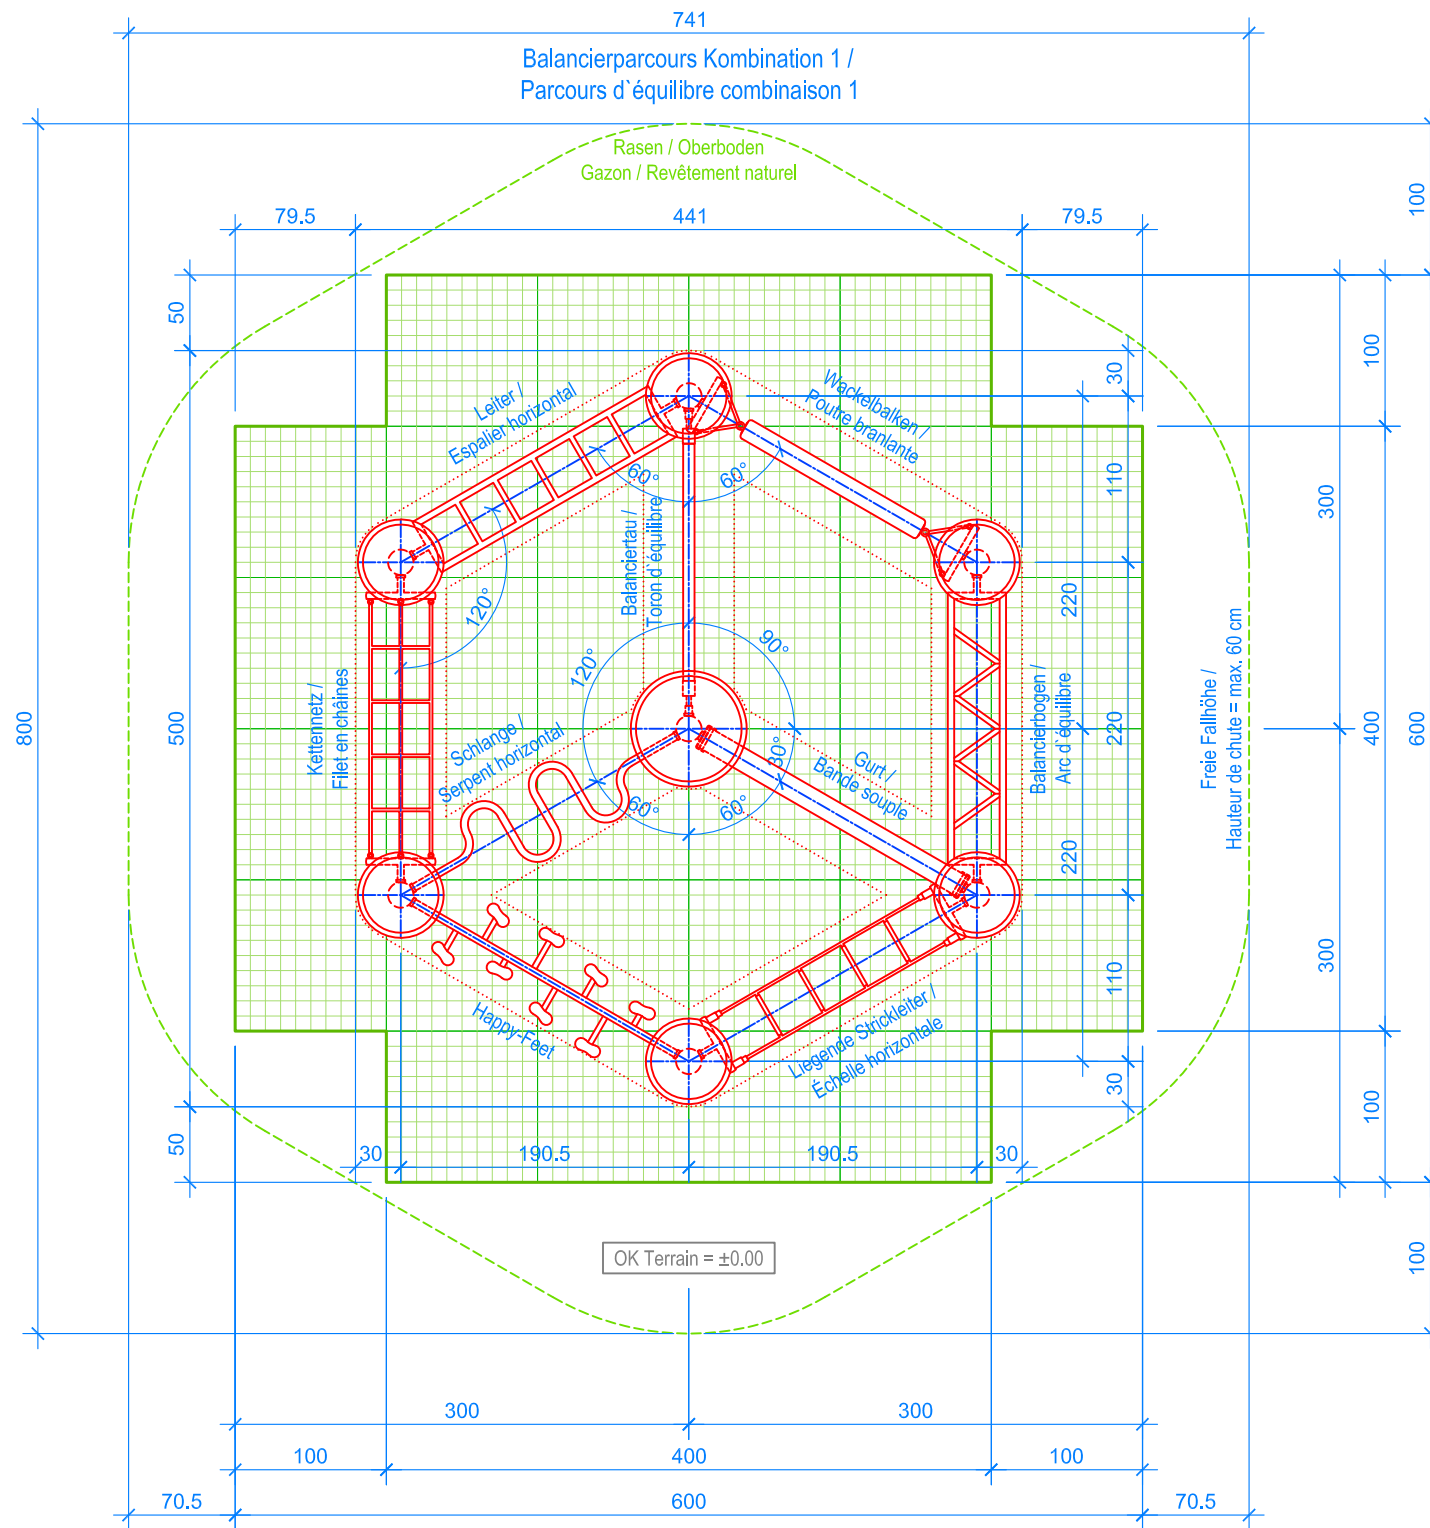 741
Balancierparcours Kombination 1 /
Parcours d`équilibre combinaison 1
Rasen / Oberboden
Gazon / Revêtement naturel
100
79.5
441
79.5
50
100
30
Leiter /
Espalier horizontal
Wackelbalken /
Poutre branlante
60°
60°
110
300
Balanciertau /
Toron d`équilibre
120°
220
90°
120°
Kettennetz /
Filet en châines
Schlange /
Serpent horizontal
30°
Gurt /
Bande souple
Balancierbogen /
Arc d`équilibre
Freie Fallhöhe /
Hauteur de chute = max. 60 cm
800
500
220
400
600
60°
60°
220
Happy-Feet
Liegende Strickleiter /
Échelle horizontale
110
300
30
100
50
30
190.5
190.5
30
OK Terrain = ±0.00
100
300
300
100
400
100
70.5
600
70.5